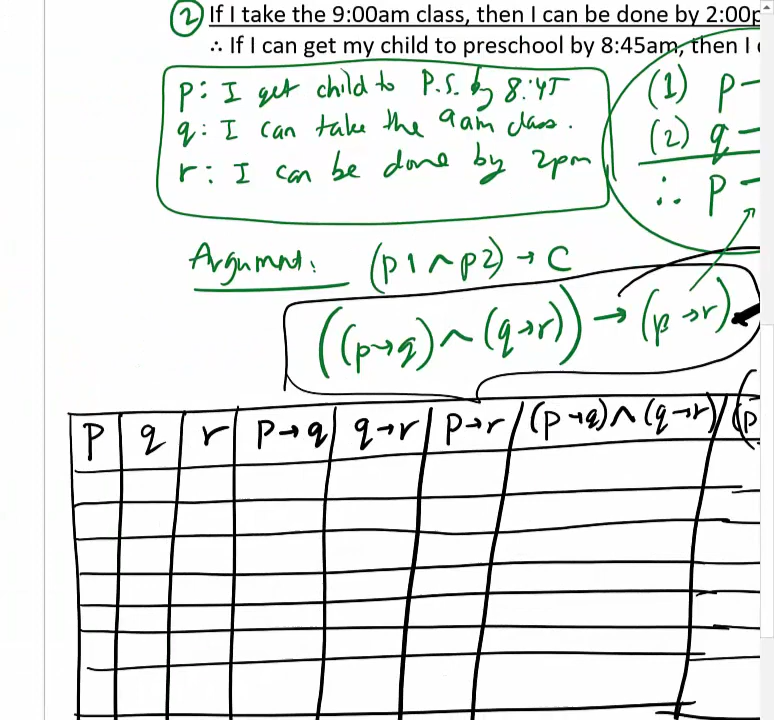 ② If I take the 9:00am class, then I can be done by 2:00p
∴ If I can get my child to preschool by 8:45am, then I
p: I get child to P.S. by 8:45
q: I can take the 9am class.
r: I can be done by 2pm
(1) p→
(2) q→
∴ p→
Argument: (p1 ∧ p2) → C
((p→q) ∧ (q→r)) → (p→r)
p q r p→q q→r p→r (p→q) ∧ (q→r) (p